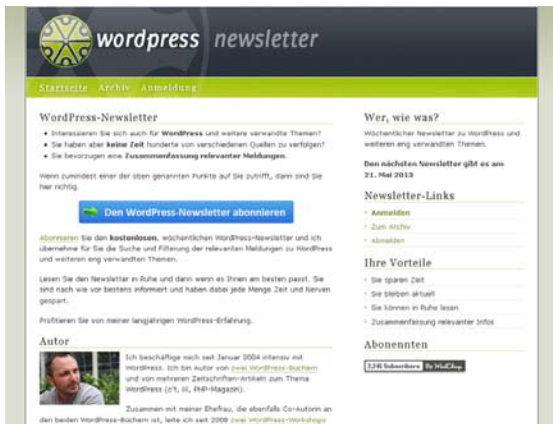 wordpress newsletter
Startseite Archiv Anmeldung
WordPress-Newsletter
Interessieren Sie sich auch für WordPress und weitere verwandte Themen?
Sie haben aber keine Zeit hunderte von verschiedenen Quellen zu verfolgen?
Sie bevorzugen eine Zusammenfassung relevanter Meldungen.
Wenn zumindest einer der oben genannten Punkte auf Sie zutrifft, dann sind Sie
hier richtig.
Den WordPress-Newsletter abonnieren
Abonnieren Sie den kostenlosen, wöchentlichen WordPress-Newsletter und ich
übernehme für Sie die Suche und Filterung der relevanten Meldungen zu WordPress
und weiteren eng verwandten Themen.
Lesen Sie den Newsletter in Ruhe und dann wenn es Ihnen am besten passt. Sie
sind nach wie vor bestens informiert und haben dabei jede Menge Zeit und Nerven
gespart.
Profitieren Sie von meiner langjährigen WordPress-Erfahrung.
Autor
Ich beschäftige mich seit Januar 2004 intensiv mit
WordPress. Ich bin Autor von zwei WordPress-Büchern
und von mehreren Zeitschriften-Artikeln zum Thema
WordPress (c't, iX, PHP-Magazin).
Zusammen mit meiner Ehefrau, die ebenfalls Co-Autorin an
den beiden WordPress-Büchern ist, leite ich seit 2008 zwei WordPress-Workshops
Wer, wie was?
Wöchentlicher Newsletter zu WordPress und
weiteren eng verwandten Themen.
Den nächsten Newsletter gibt es am
21. Mai 2013
Newsletter-Links
Anmelden
Zum Archiv
Abmelden
Ihre Vorteile
Sie sparen Zeit
Sie bleiben aktuell
Sie können in Ruhe lesen
Zusammenfassung relevanter Infos
Abonennten
Subscribers By MailChimp